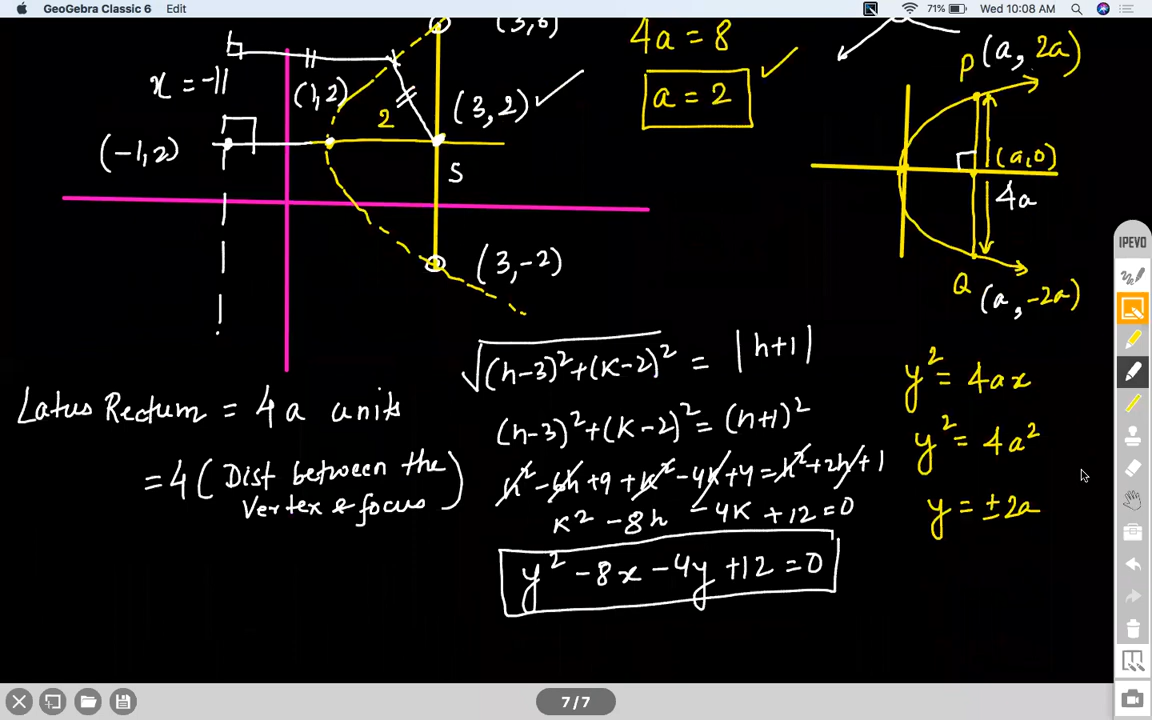 GeoGebra Classic 6 Edit 71% Wed 10:08 AM
4a = 8
a = 2
x = -1
(1,2)
2
(3,2)
(-1,2)
S
(3,-2)
P(a, 2a)
(a,0)
4a
Q (a, -2a)
√(h-3)²+(K-2)² = |h+1|
(h-3)²+(K-2)² = (h+1)²
h² - 6h +9 + K² - 4K +4 = h² +2h +1
K² - 8h - 4K + 12 = 0
y² - 8x - 4y + 12 = 0
Latus Rectum = 4a units
= 4 ( Dist between the
Vertex & focus )
y² = 4ax
y² = 4a²
y = ±2a
IPEVO
7/7